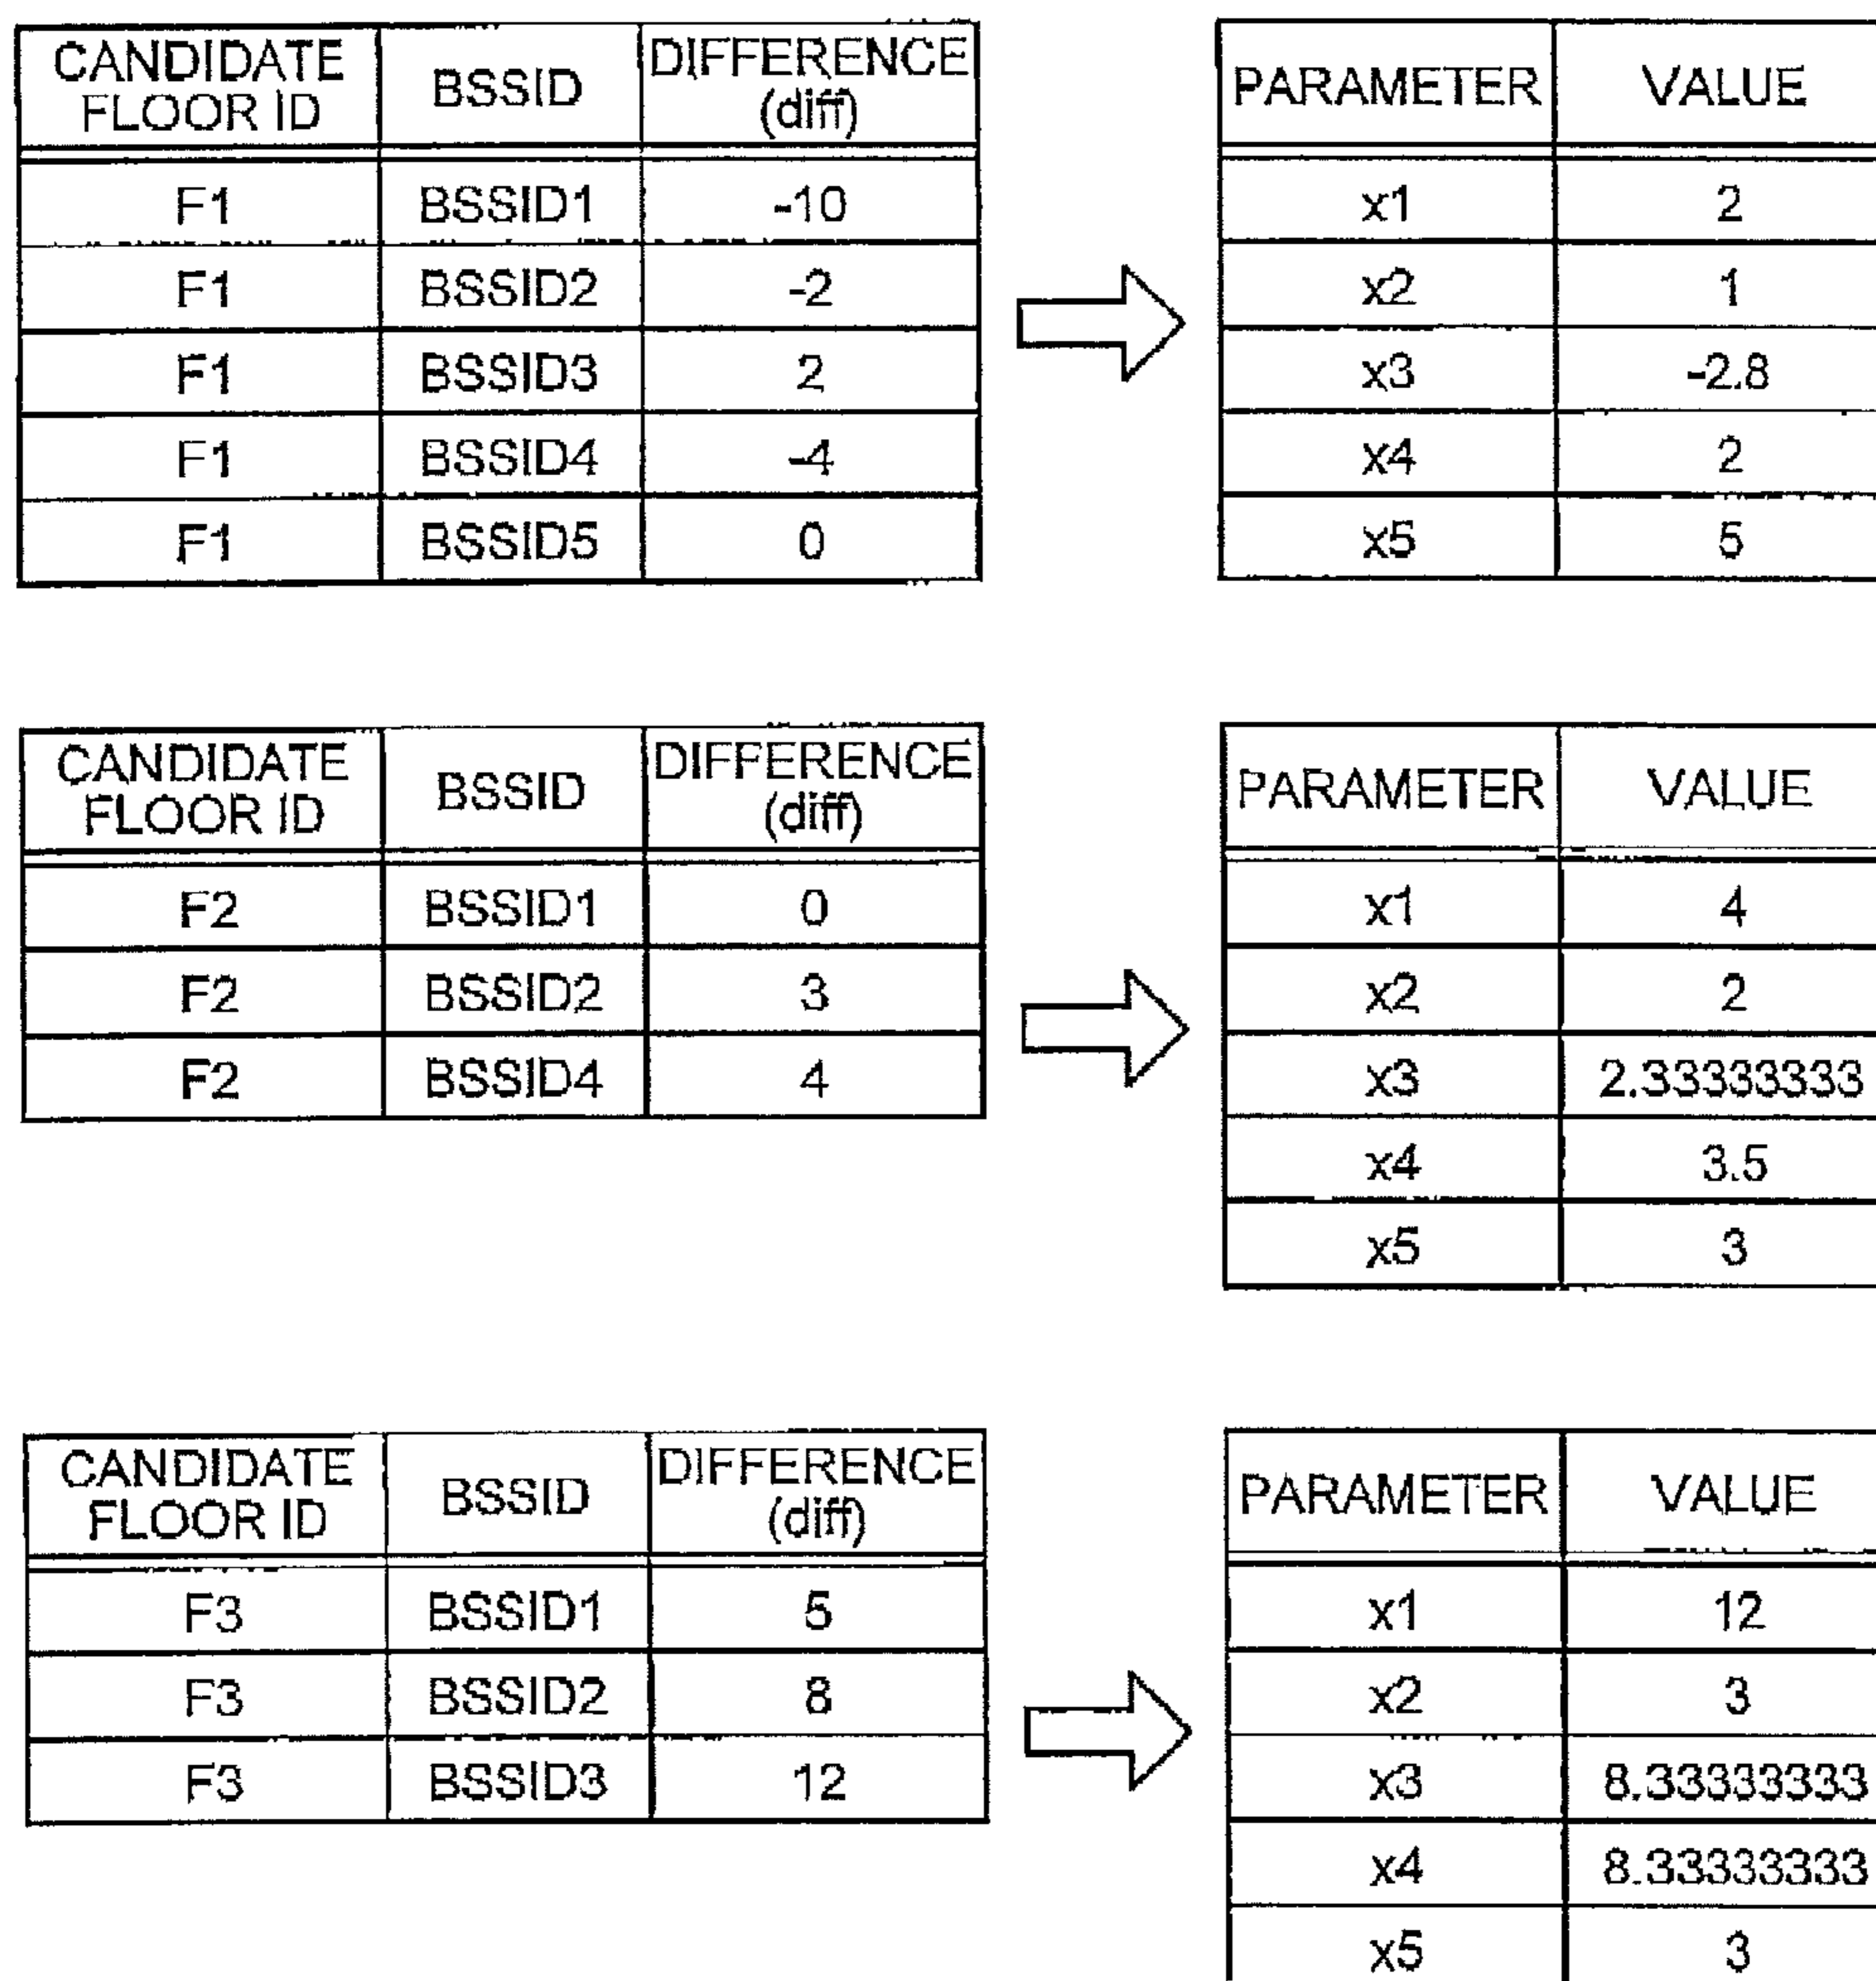 CANDIDATE FLOOR ID BSSID DIFFERENCE (diff)
F1 BSSID1 -10
F1 BSSID2 -2
F1 BSSID3 2
F1 BSSID4 -4
F1 BSSID5 0
PARAMETER VALUE
x1 2
x2 1
x3 -2.8
x4 2
x5 5
CANDIDATE FLOOR ID BSSID DIFFERENCE (diff)
F2 BSSID1 0
F2 BSSID2 3
F2 BSSID4 4
PARAMETER VALUE
x1 4
x2 2
x3 2.33333333
x4 3.5
x5 3
CANDIDATE FLOOR ID BSSID DIFFERENCE (diff)
F3 BSSID1 5
F3 BSSID2 8
F3 BSSID3 12
PARAMETER VALUE
x1 12
x2 3
x3 8.33333333
x4 8.33333333
x5 3